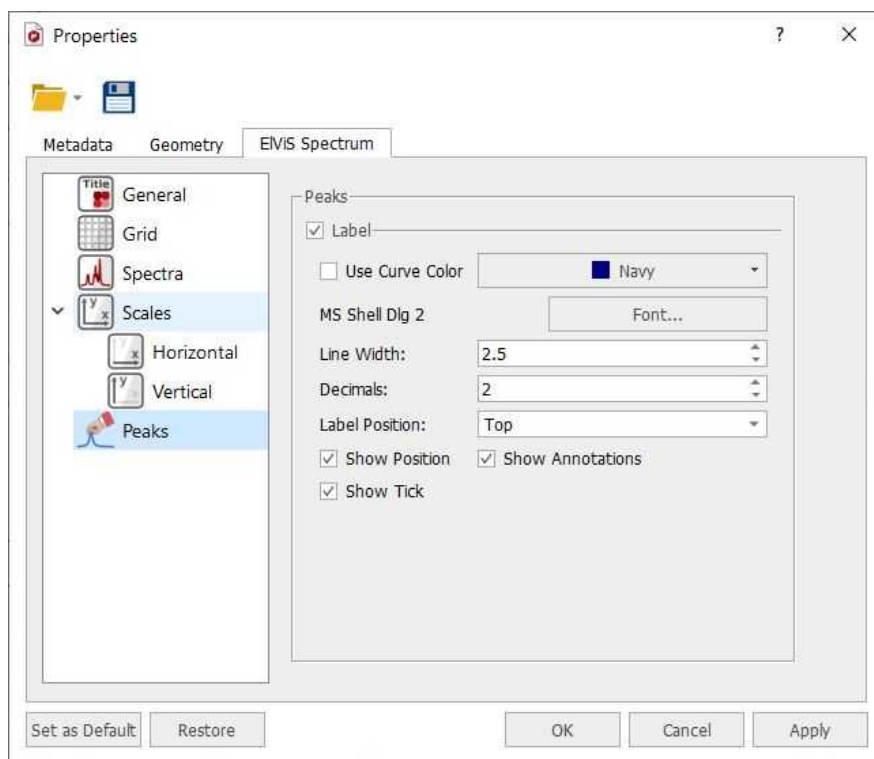 Properties
?
Metadata Geometry ElViS Spectrum
Title
General
Grid
Spectra
y x Scales
x Horizontal
y Vertical
Peaks
Peaks
Label
Use Curve Color Navy
MS Shell Dlg 2 Font...
Line Width: 2.5
Decimals: 2
Label Position: Top
Show Position Show Annotations
Show Tick
Set as Default Restore OK Cancel Apply